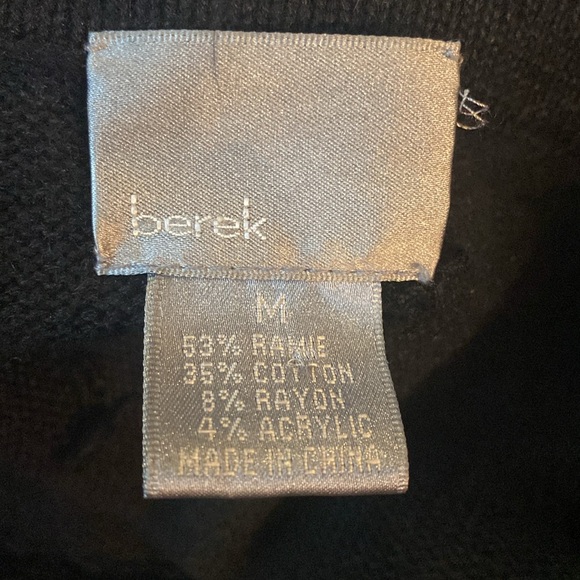 berek
M
53% RAMIE
35% COTTON
8% RAYON
4% ACRYLIC
MADE IN CHINA